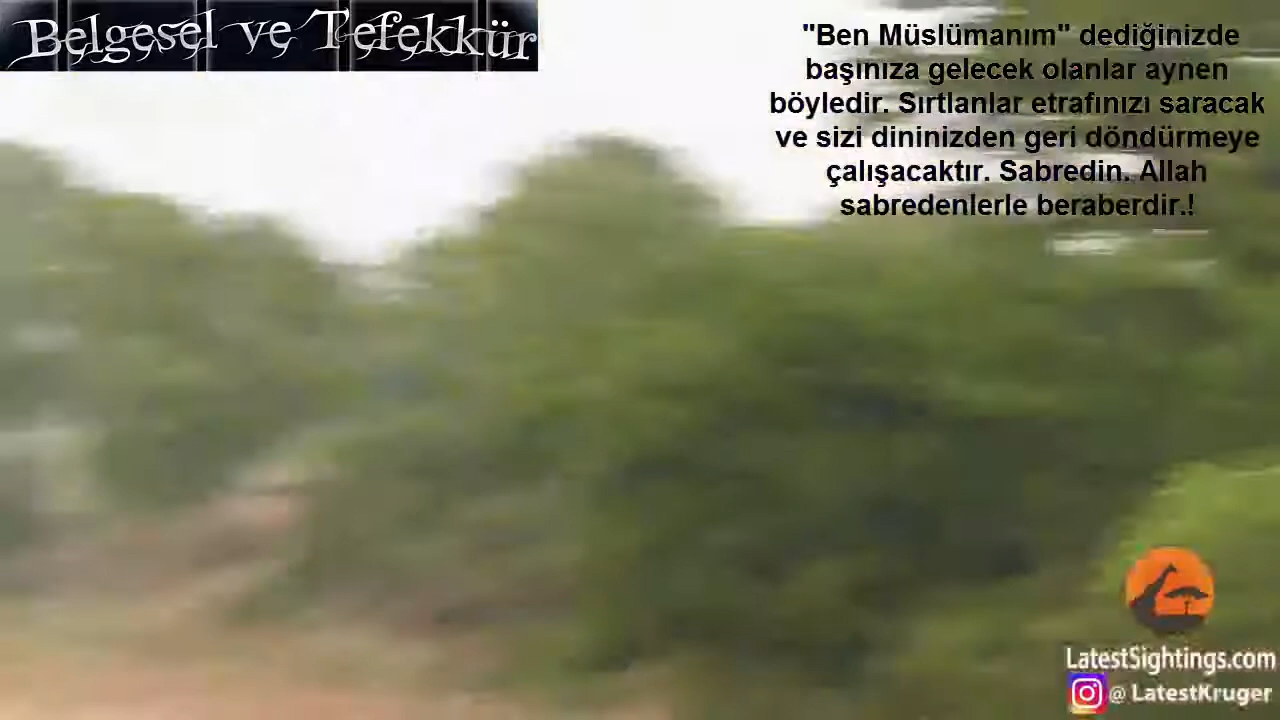 Belgesel ve Tefekkür
"Ben Müslümanım" dediğinizde
başınıza gelecek olanlar aynen
böyledir. Sırtlanlar etrafınızı saracak
ve sizi dininizden geri döndürmeye
çalışacaktır. Sabredin. Allah
sabredenlerle beraberdir.!
LatestSightings.com
@ LatestKruger